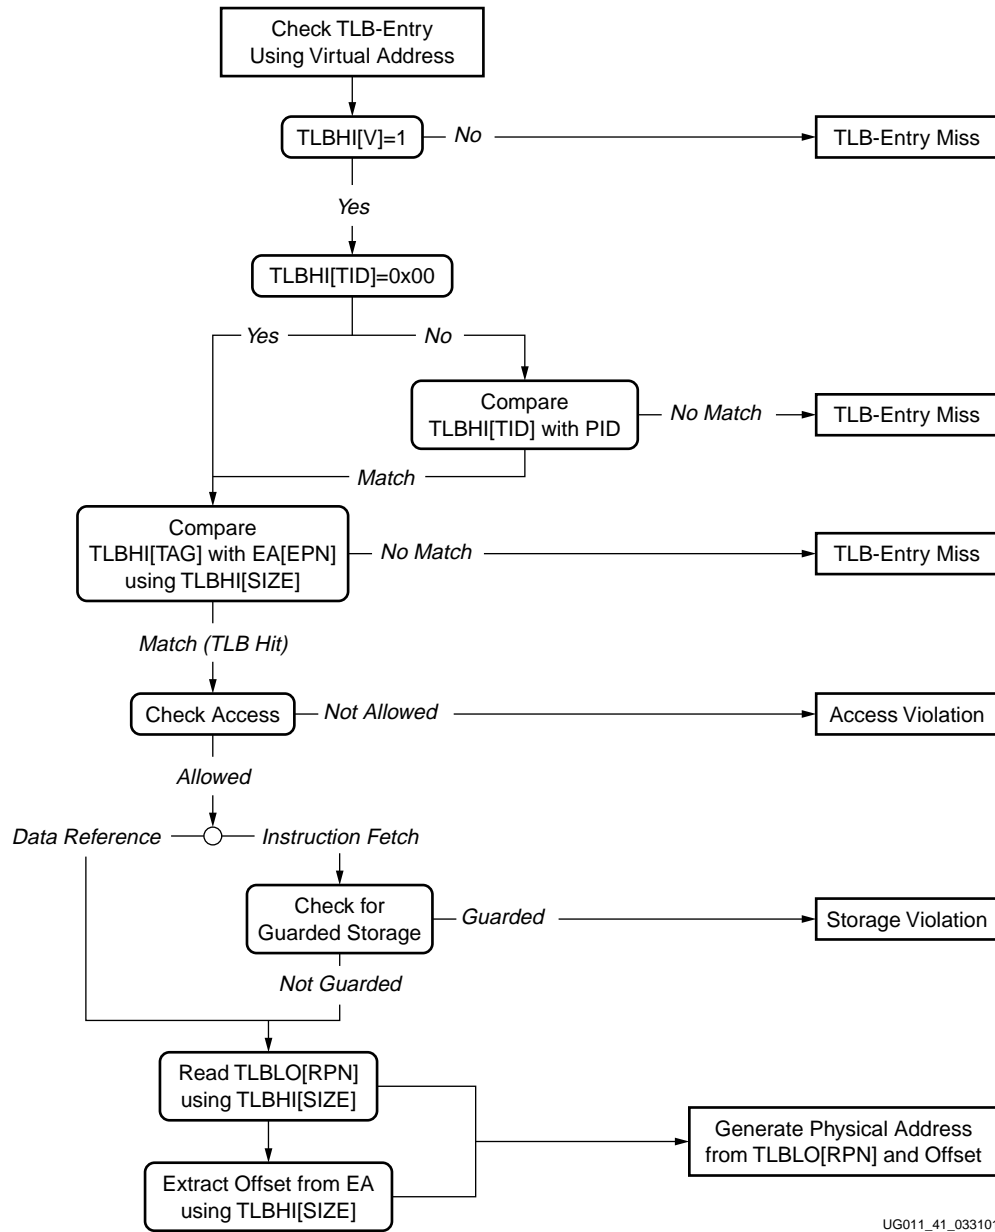 Check TLB-Entry
Using Virtual Address
TLBHI[V]=1
No
TLB-Entry Miss
Yes
TLBHI[TID]=0x00
Yes
No
Compare
TLBHI[TID] with PID
No Match
TLB-Entry Miss
Match
Compare
TLBHI[TAG] with EA[EPN]
using TLBHI[SIZE]
No Match
TLB-Entry Miss
Match (TLB Hit)
Check Access
Not Allowed
Access Violation
Allowed
Data Reference
Instruction Fetch
Check for
Guarded Storage
Guarded
Storage Violation
Not Guarded
Read TLBLO[RPN]
using TLBHI[SIZE]
Generate Physical Address
from TLBLO[RPN] and Offset
Extract Offset from EA
using TLBHI[SIZE]
UG011_41_033101